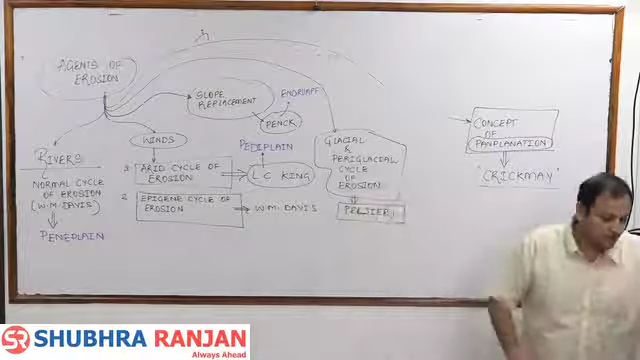 AGENTS OF
EROSION
RIVERS
NORMAL CYCLE
OF EROSION
(W.M. DAVIS)
PENEPLAIN
WINDS
1 ARID CYCLE OF
EROSION
2 EPIGENE CYCLE OF
EROSION
PEDIPLAIN
L C KING
W.M. DAVIS
SLOPE
REPLACEMENT
PENCK
ENDRUMPF
GLACIAL
&
PERIGLACIAL
CYCLE
OF
EROSION
PELTIER
CONCEPT
OF
PANPLANATION
'CRICKMAY'
SR SHUBHRA RANJAN
Always Ahead